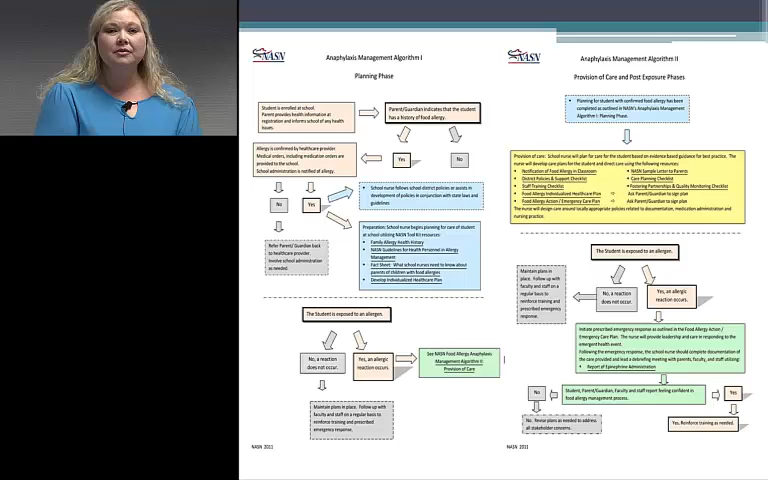 NASN
Anaphylaxis Management Algorithm I
Planning Phase
Student is enrolled at school.
Parent provides health information at
registration and informs school of any health
issues.
Parent/Guardian indicates that the student
has a history of food allergy.
Allergy is confirmed by healthcare provider.
Medical orders, including medication orders are
provided to the school.
School administration is notified of allergy.
Yes
No
No
Yes
School nurse follows school district policies or assists in
development of policies in conjunction with state laws and
guidelines
Preparation: School nurse begins planning for care of student
at school utilizing NASN Tool Kit resources:
Family Allergy Health History
NASN Guidelines for Health Personnel in Allergy
Management
Fact Sheet: What school nurses need to know about
parents of children with food allergies
Develop Individualized Healthcare Plan
Refer Parent/ Guardian back
to healthcare provider.
Involve school administration
as needed.
The Student is exposed to an allergen.
No, a reaction
does not occur.
Yes, an allergic
reaction occurs.
See NASN Food Allergy Anaphylaxis
Management Algorithm II:
Provision of Care
Maintain plans in place. Follow up with
faculty and staff on a regular basis to
reinforce training and prescribed
emergency response.
NASN 2011
NASN
Anaphylaxis Management Algorithm II
Provision of Care and Post Exposure Phases
Planning for student with confirmed food allergy has been
completed as outlined in NASN's Anaphylaxis
Algorithm I: Planning Phase.
Provision of care: School nurse will plan for care for the student based on evidence based guidance for best practice. The
nurse will develop care plans for the student and direct care using the following resources:
Notification of Food Allergy in Classroom
NASN Sample Letter to Parents
District Policies & Support Checklist
Care Planning Checklist
Staff Training Checklist
Fostering Partnerships & Quality Monitoring Checklist
Food Allergy Individualized Healthcare Plan
Ask Parent/Guardian to sign plan
Food Allergy Action / Emergency Care Plan
Ask Parent/Guardian to sign plan
The nurse will design care around locally appropriate policies related to documentation, medication administration and
nursing practice.
The Student is exposed to an allergen.
Maintain plans in
place. Follow up with
faculty and staff on a
regular basis to
reinforce training and
prescribed emergency
response.
No, a reaction
does not occur.
Yes, an allergic
reaction occurs.
Initiate prescribed emergency response as outlined in the Food Allergy Action /
Emergency Care Plan. The nurse will provide leadership and care in responding to the
emergent health event.
Following the emergency response, the school nurse should complete documentation of
the care provided and lead a debriefing meeting with parents, faculty, and staff utilizing:
Report of Epinephrine Administration
No
Student, Parent/Guardian, Faculty and staff report feeling confident in
food allergy management process.
Yes
No. Revise plans as needed to address
all stakeholder concerns.
Yes, Reinforce training as needed.
NASN 2011